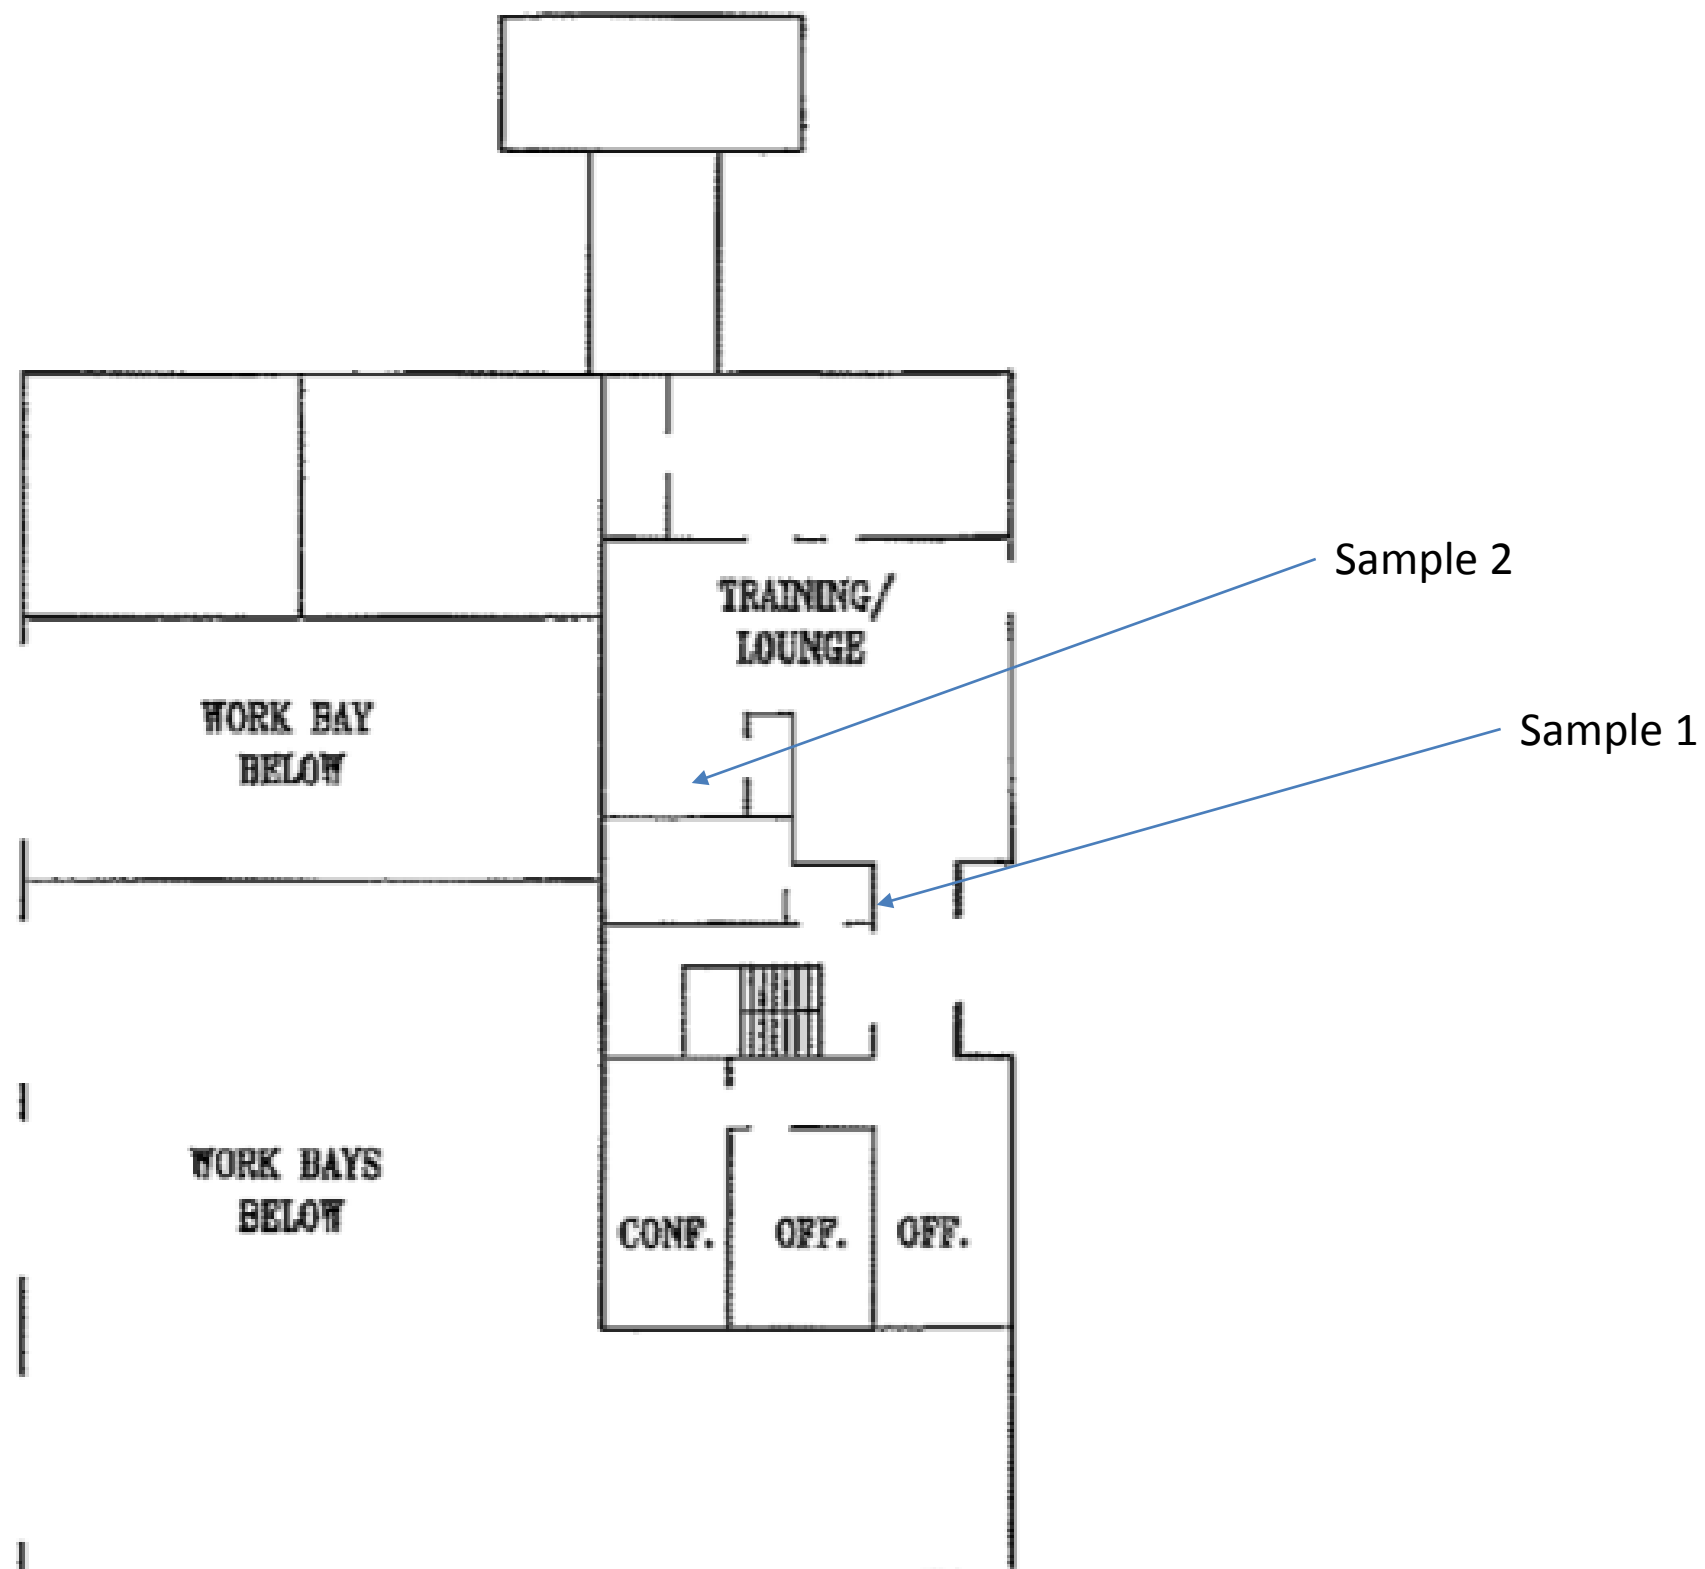 Sample 2
TRAINING/
LOUNGE
WORK BAY
BELOW
Sample 1
WORK BAYS
BELOW
CONF.
OFF.
OFF.